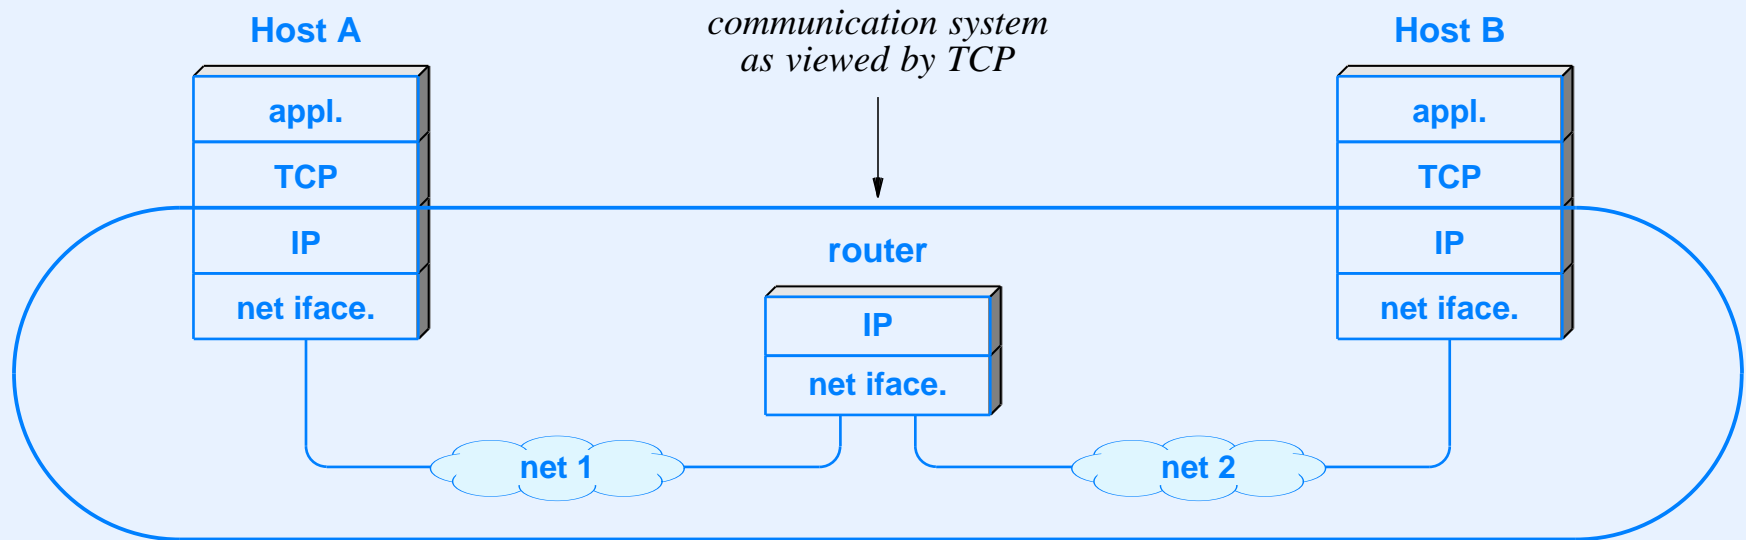 Host A
communication system
as viewed by TCP
Host B
appl.
TCP
IP
net iface.
router
IP
net iface.
appl.
TCP
IP
net iface.
net 1
net 2